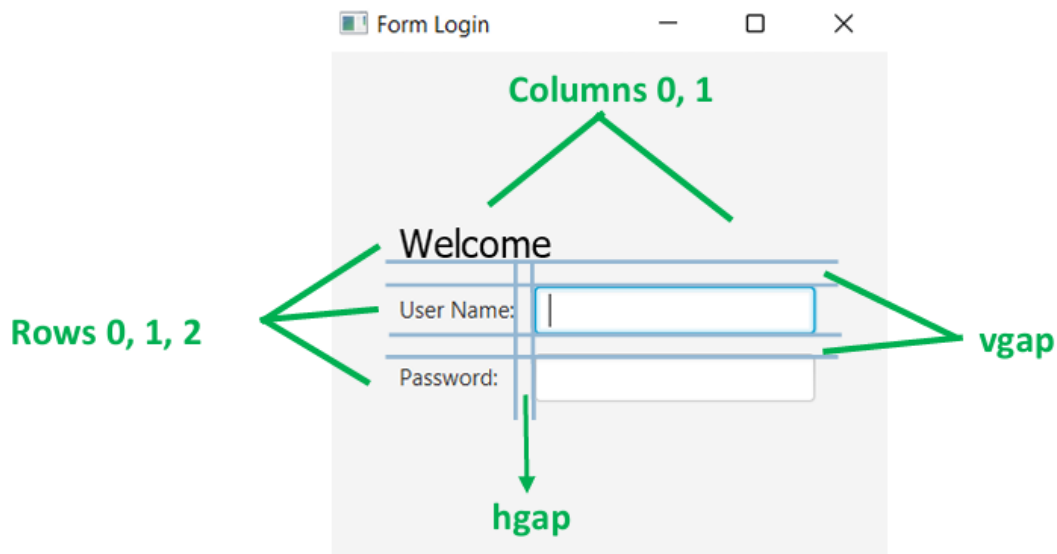 Form Login
Columns 0, 1
Welcome
User Name:
Rows 0, 1, 2
vgap
Password:
hgap